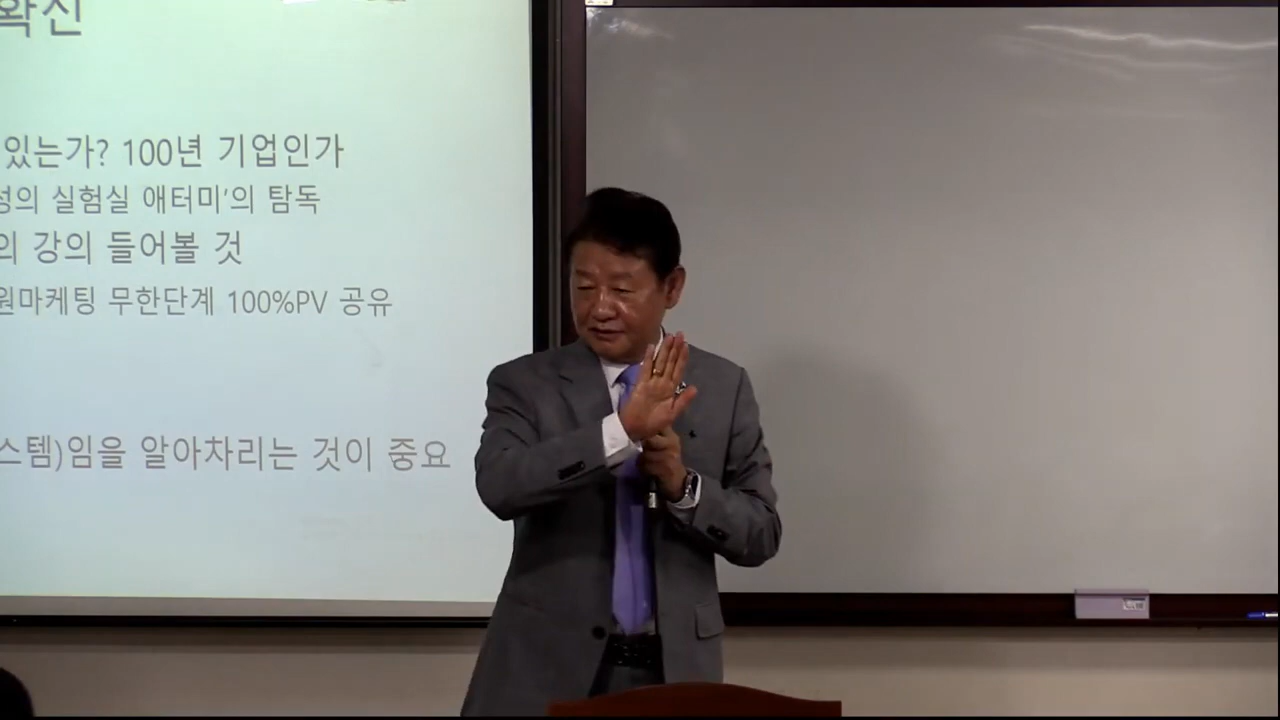 확신
있는가? 100년 기업인가
성의 실험실 애터미'의 탐독
의 강의 들어볼 것
원마케팅 무한단계 100%PV 공유
스템)임을 알아차리는 것이 중요